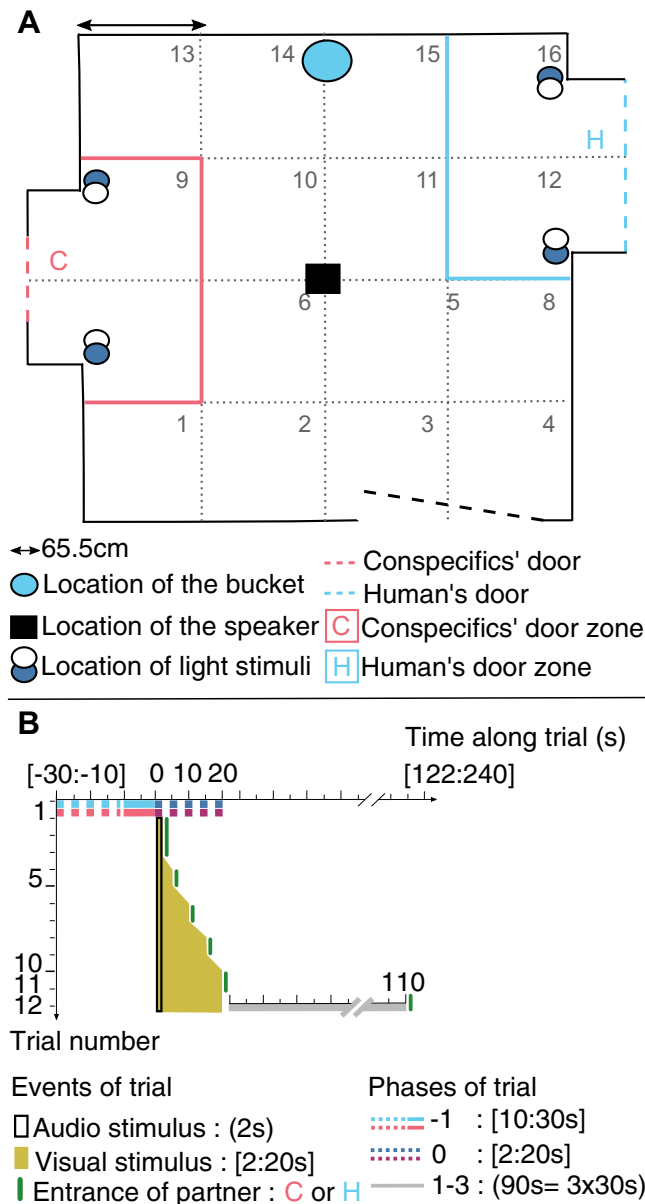 A
13 14 15 16
H
9 10 11 12
C
6 5 8
1 2 3 4
65.5cm
Location of the bucket
Location of the speaker
Location of light stimuli
Conspecifics' door
Human's door
C Conspecifics' door zone
H Human's door zone
B
Time along trial (s)
[-30:-10] 0 10 20 [122:240]
1
5
10
11
12
110
Trial number
Events of trial
Audio stimulus : (2s)
Visual stimulus : [2:20s]
Entrance of partner : C or H
Phases of trial
-1 : [10:30s]
0 : [2:20s]
1-3 : (90s= 3x30s)